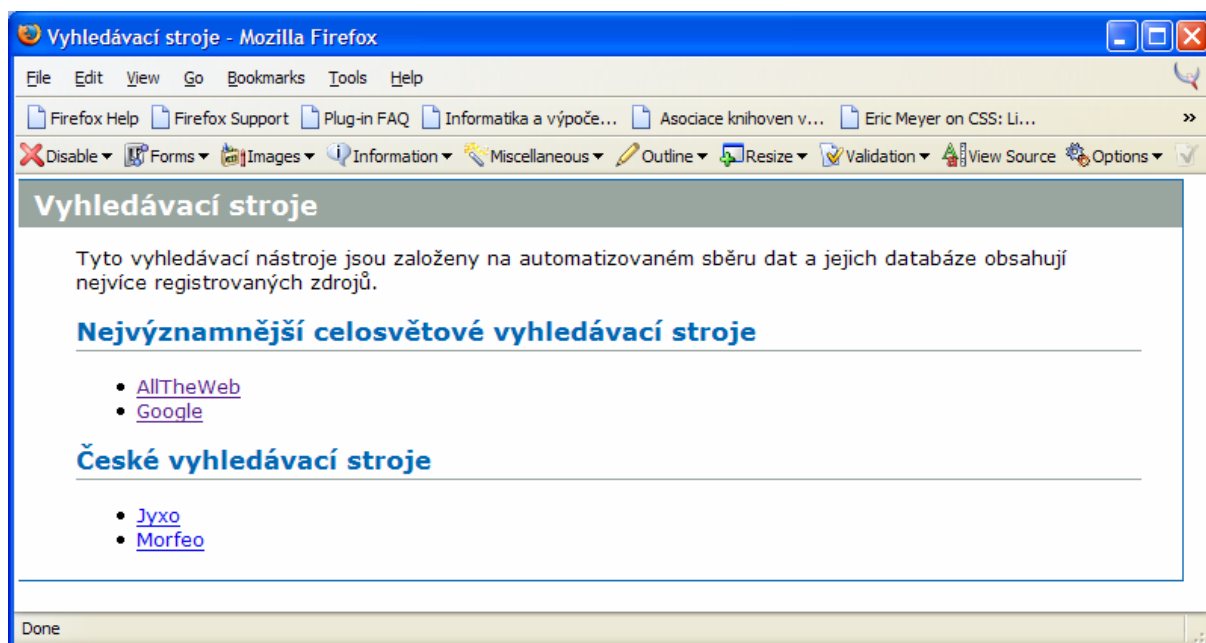 Vyhledávací stroje - Mozilla Firefox
File Edit View Go Bookmarks Tools Help
Firefox Help Firefox Support Plug-in FAQ Informatika a výpoče... Asociace knihoven v... Eric Meyer on CSS: Li... »
Disable Forms Images Information Miscellaneous Outline Resize Validation View Source Options
Vyhledávací stroje
Tyto vyhledávací nástroje jsou založeny na automatizovaném sběru dat a jejich databáze obsahují
nejvíce registrovaných zdrojů.
Nejvýznamnější celosvětové vyhledávací stroje
• AllTheWeb
• Google
České vyhledávací stroje
• Jyxo
• Morfeo
Done